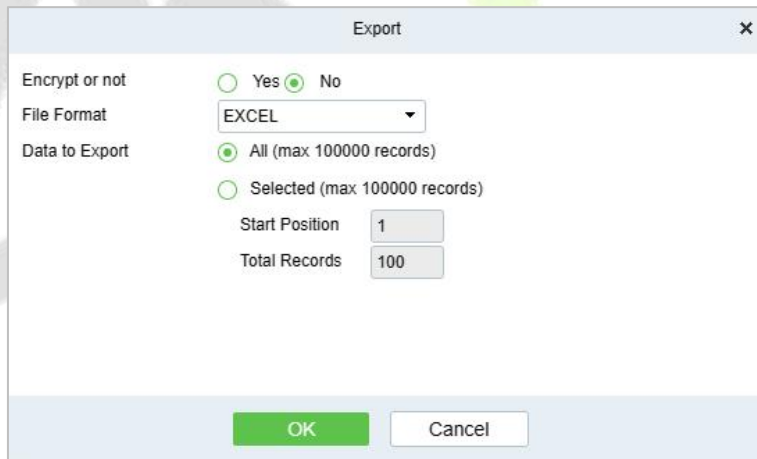 Export
Encrypt or not Yes No
File Format EXCEL
Data to Export All (max 100000 records)
Selected (max 100000 records)
Start Position 1
Total Records 100
OK Cancel